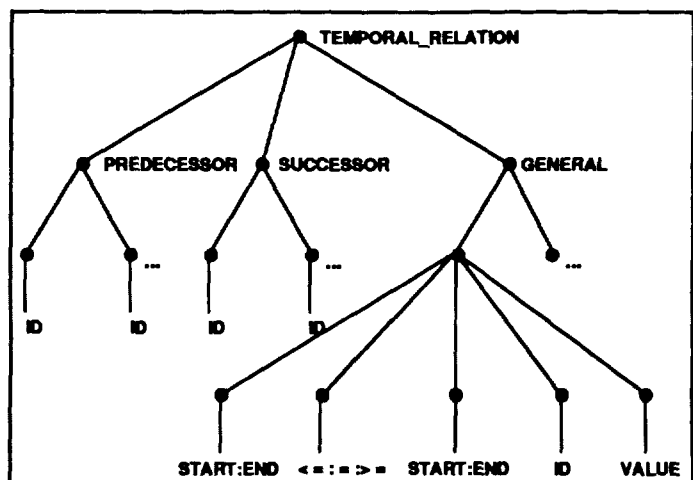 TEMPORAL_RELATION
PREDECESSOR SUCCESSOR GENERAL
... ... ...
ID ID ID ID
START:END < = : = > = START:END ID VALUE